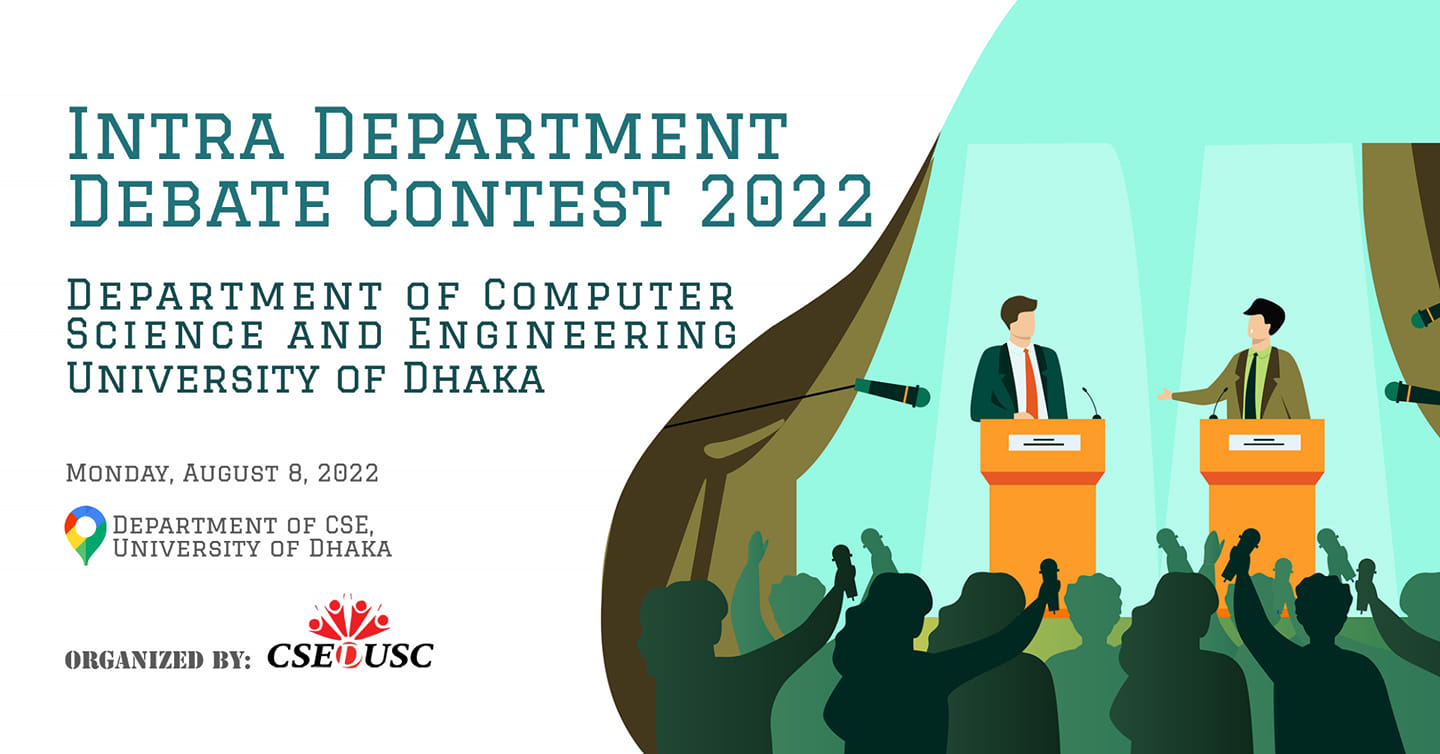 Intra Department
Debate Contest 2022
Department of Computer
Science and Engineering
University of Dhaka
Monday, August 8, 2022
Department of CSE,
University of Dhaka
Organized by: CSEDUSC